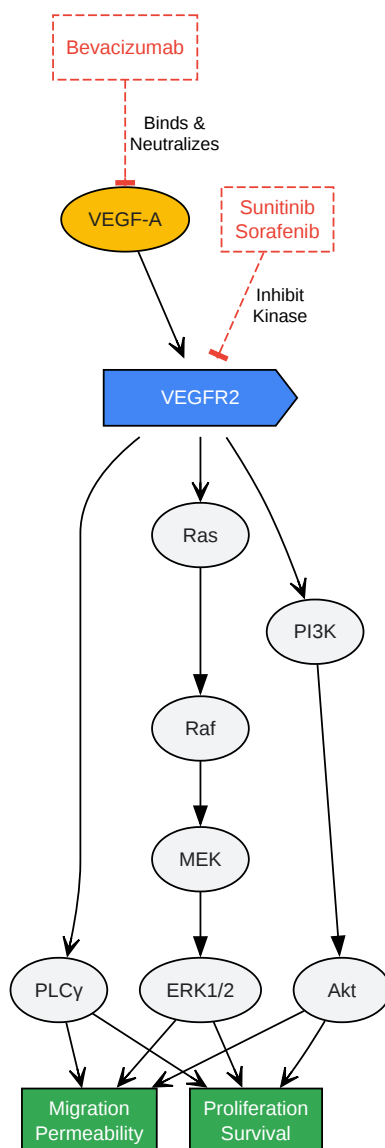 Bevacizumab
Binds &
Neutralizes
VEGF-A
Sunitinib
Sorafenib
Inhibit
Kinase
VEGFR2
Ras
PI3K
Raf
MEK
PLCγ
ERK1/2
Akt
Migration
Permeability
Proliferation
Survival